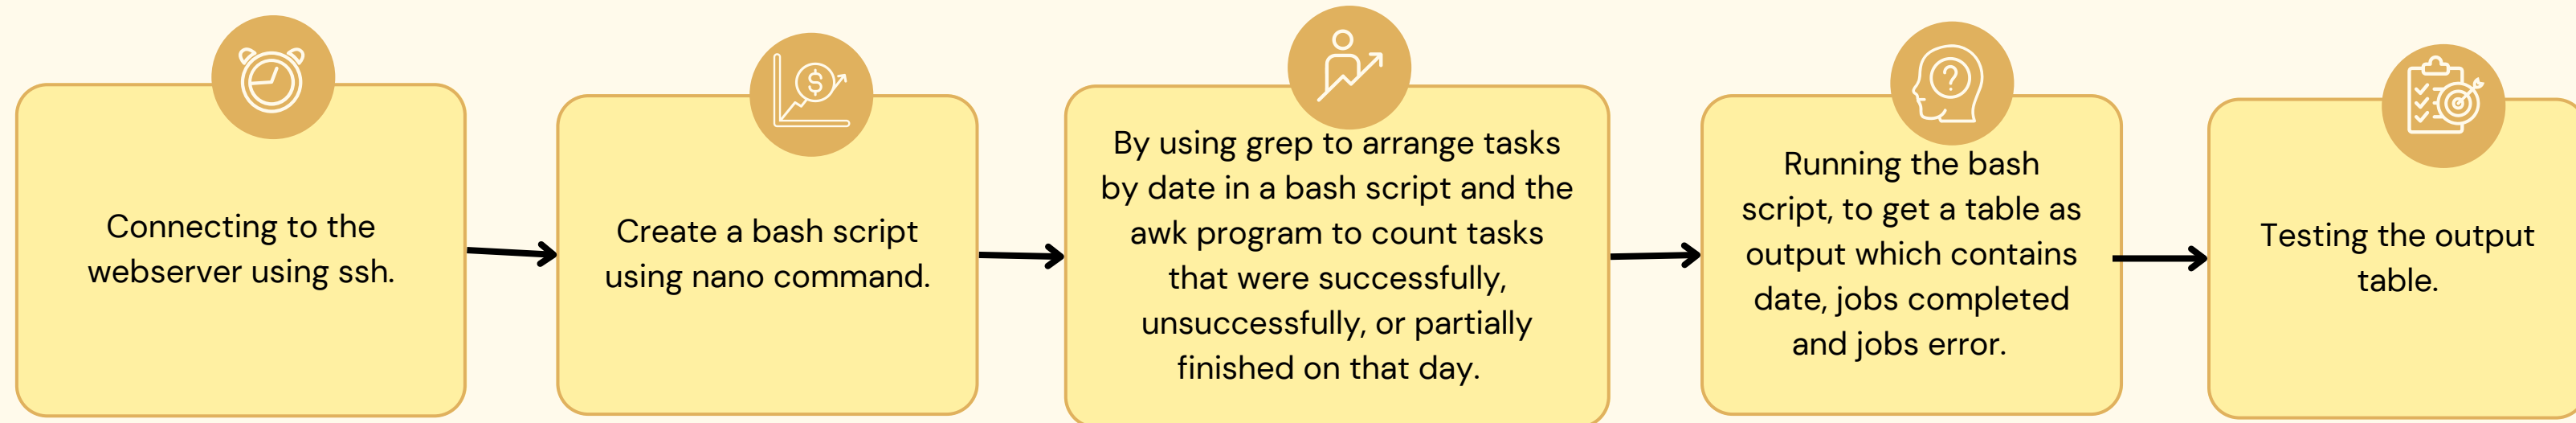 Connecting to the
webserver using ssh.
Create a bash script
using nano command.
By using grep to arrange tasks
by date in a bash script and the
awk program to count tasks
that were successfully,
unsuccessfully, or partially
finished on that day.
Running the bash
script, to get a table as
output which contains
date, jobs completed
and jobs error.
Testing the output
table.